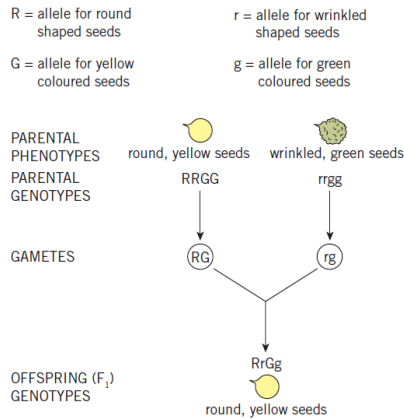 R = allele for round
shaped seeds
r = allele for wrinkled
shaped seeds
G = allele for yellow
coloured seeds
g = allele for green
coloured seeds
PARENTAL
PHENOTYPES
round, yellow seeds
wrinkled, green seeds
PARENTAL
GENOTYPES
RRGG
rrgg
GAMETES
RG
rg
RrGg
OFFSPRING (F₁)
GENOTYPES
round, yellow seeds